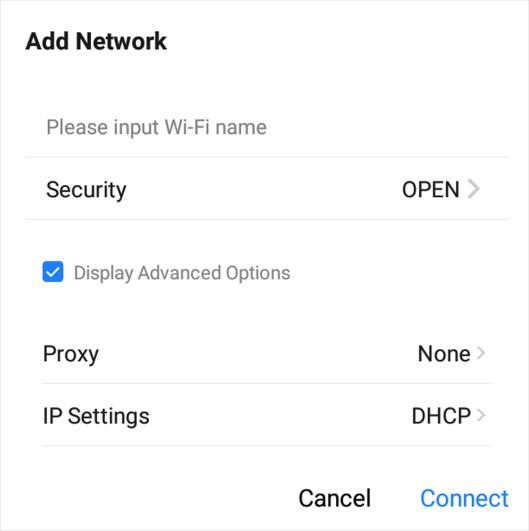 Add Network
Please input Wi-Fi name
Security OPEN
Display Advanced Options
Proxy None
IP Settings DHCP
Cancel Connect